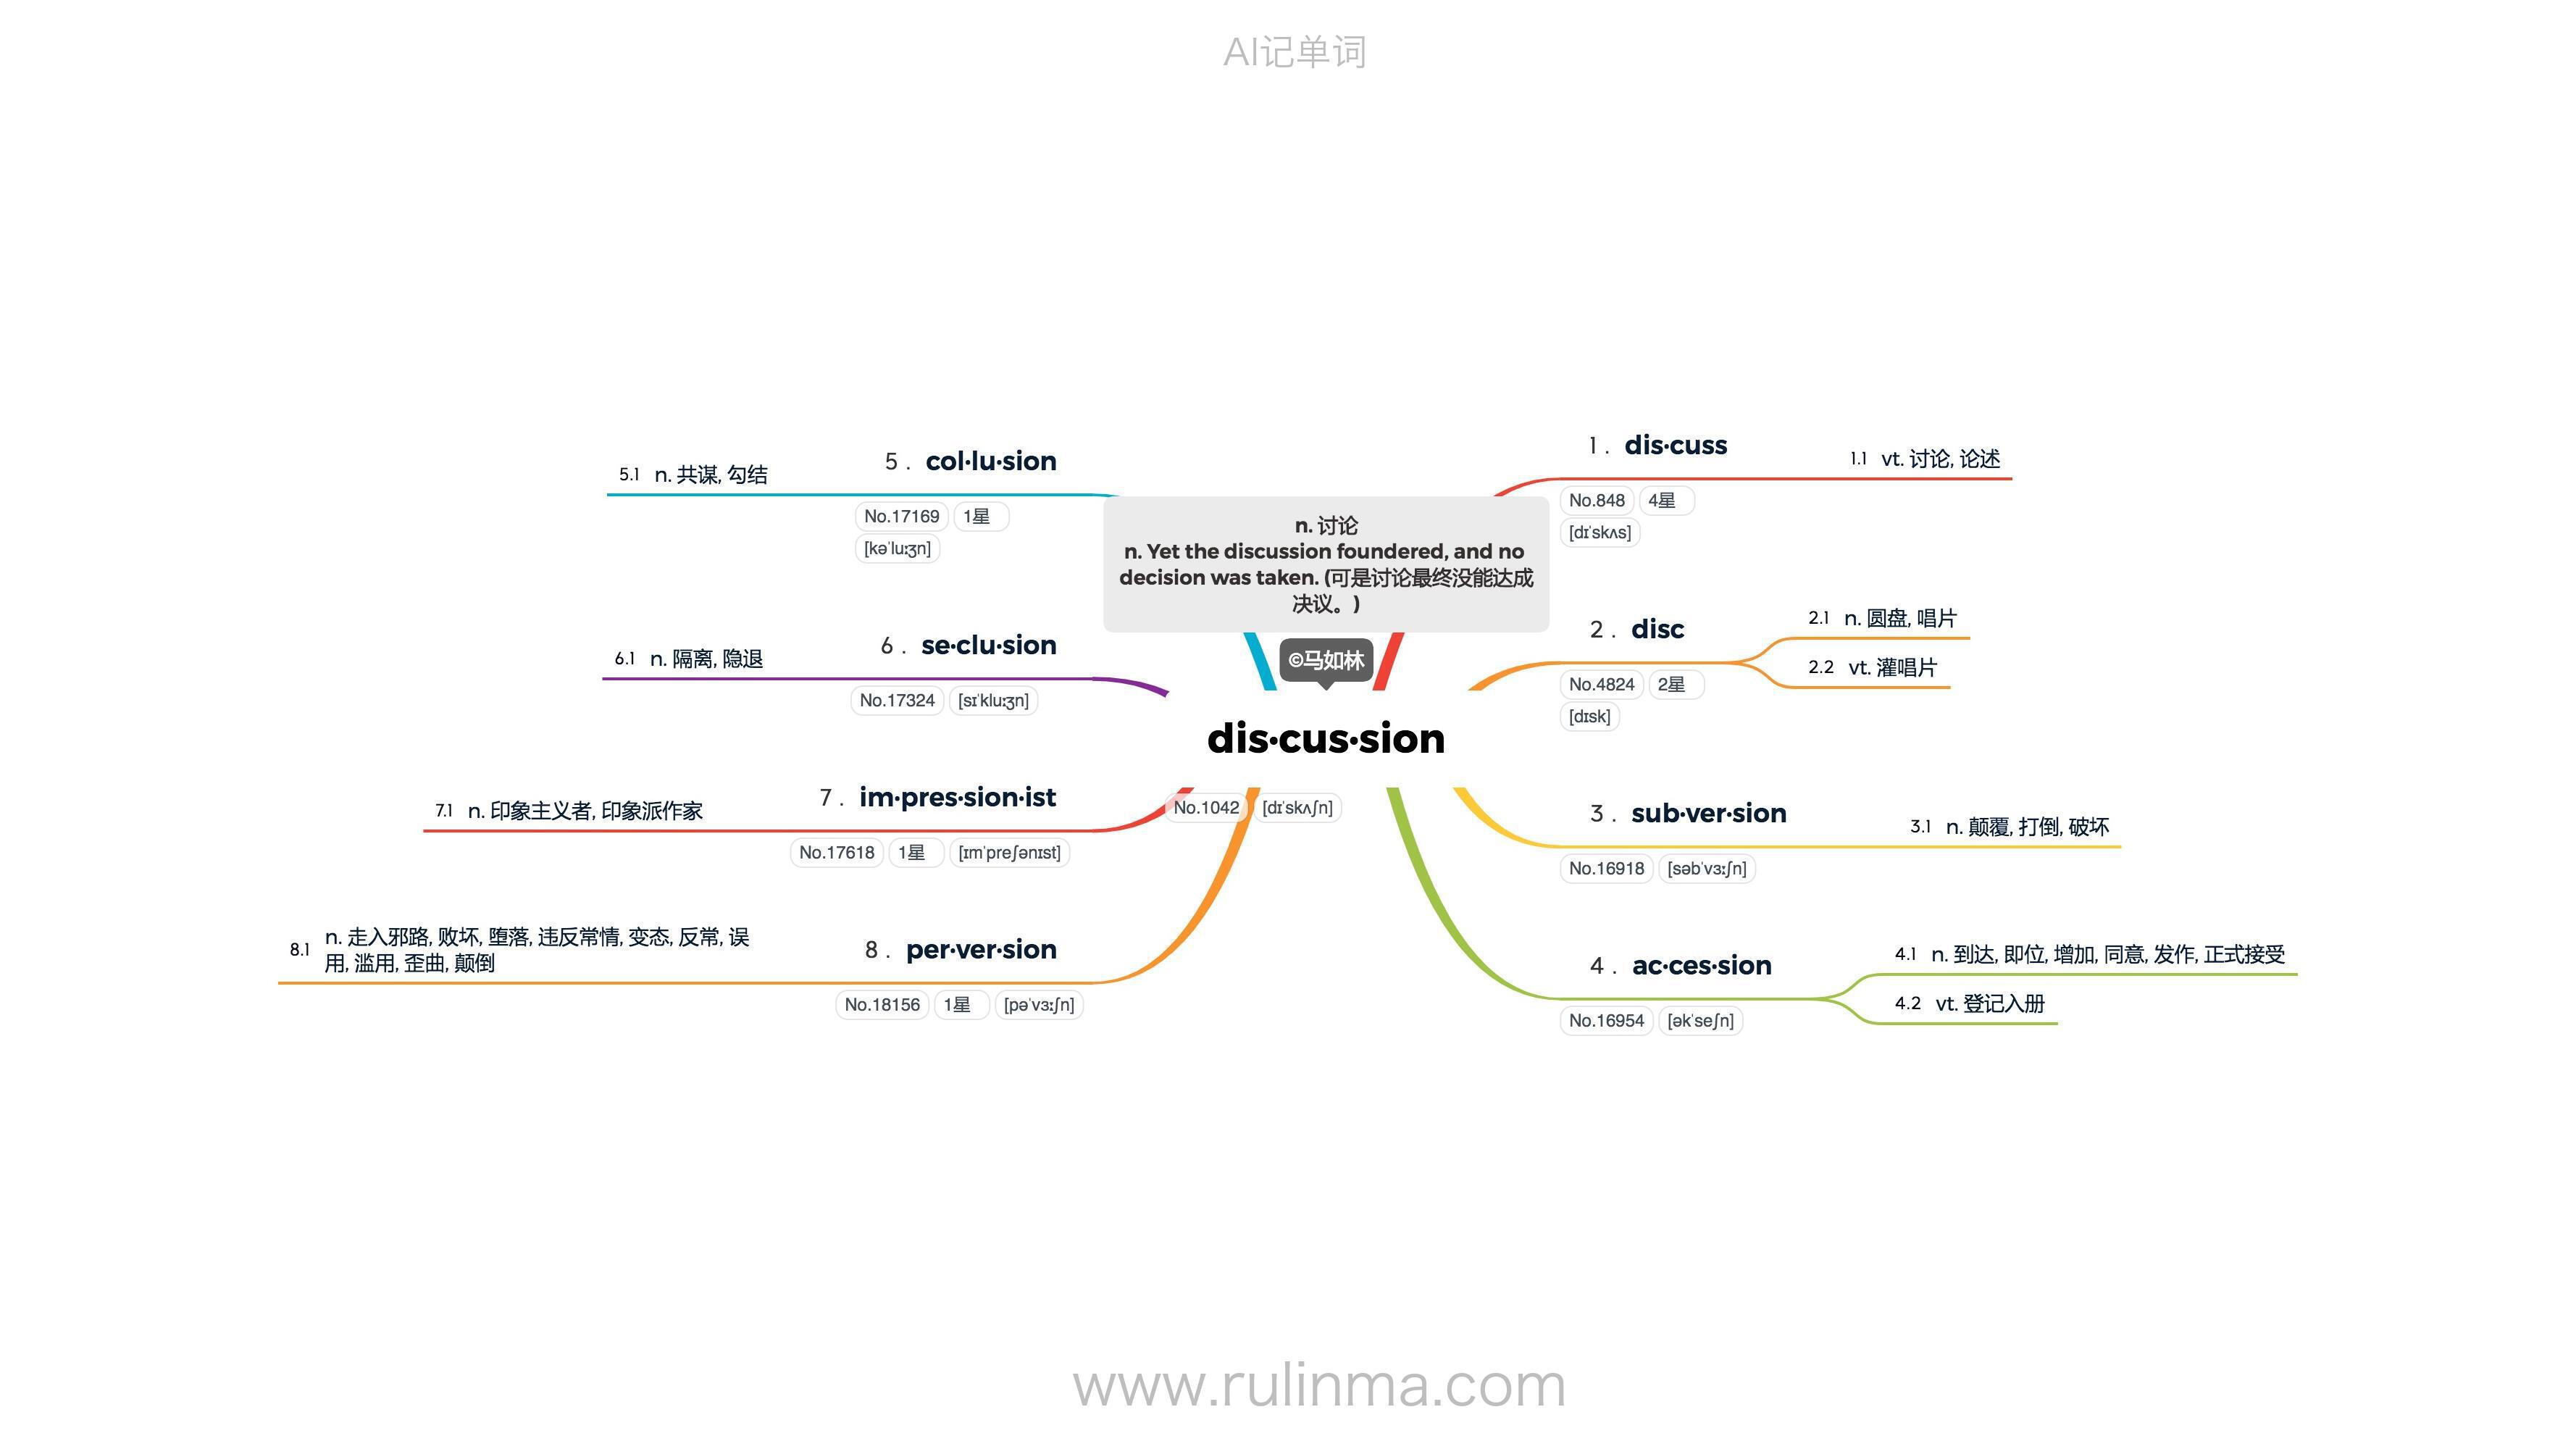 AI记单词
n. 讨论
n. Yet the discussion foundered, and no
decision was taken. (可是讨论最终没能达成
决议。)
©马如林
dis·cus·sion
No.1042 [dɪˈskʌʃn]
1 . dis·cuss
No.848 4星
[dɪˈskʌs]
1.1 vt. 讨论, 论述
2 . disc
No.4824 2星
[dɪsk]
2.1 n. 圆盘, 唱片
2.2 vt. 灌唱片
3 . sub·ver·sion
No.16918 [səbˈvɜːʃn]
3.1 n. 颠覆, 打倒, 破坏
4 . ac·ces·sion
No.16954 [əkˈseʃn]
4.1 n. 到达, 即位, 增加, 同意, 发作, 正式接受
4.2 vt. 登记入册
5 . col·lu·sion
No.17169 1星
[kəˈluːʒn]
5.1 n. 共谋, 勾结
6 . se·clu·sion
No.17324 [sɪˈkluːʒn]
6.1 n. 隔离, 隐退
7 . im·pres·sion·ist
No.17618 1星 [ɪmˈpreʃənɪst]
7.1 n. 印象主义者, 印象派作家
8 . per·ver·sion
No.18156 1星 [pəˈvɜːʃn]
8.1 n. 走入邪路, 败坏, 堕落, 违反常情, 变态, 反常, 误
用, 滥用, 歪曲, 颠倒
www.rulinma.com